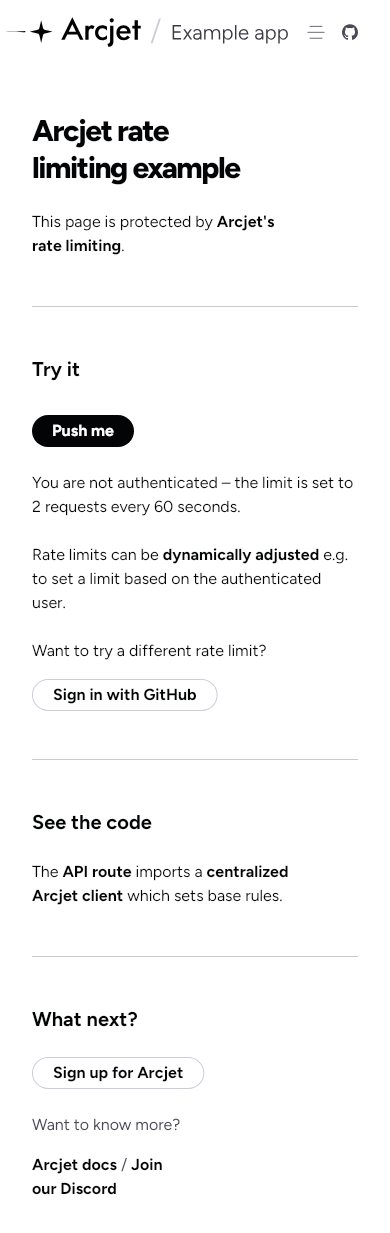 Arcjet / Example app
Arcjet rate
limiting example
This page is protected by Arcjet's
rate limiting.
Try it
Push me
You are not authenticated – the limit is set to
2 requests every 60 seconds.
Rate limits can be dynamically adjusted e.g.
to set a limit based on the authenticated
user.
Want to try a different rate limit?
Sign in with GitHub
See the code
The API route imports a centralized
Arcjet client which sets base rules.
What next?
Sign up for Arcjet
Want to know more?
Arcjet docs / Join
our Discord